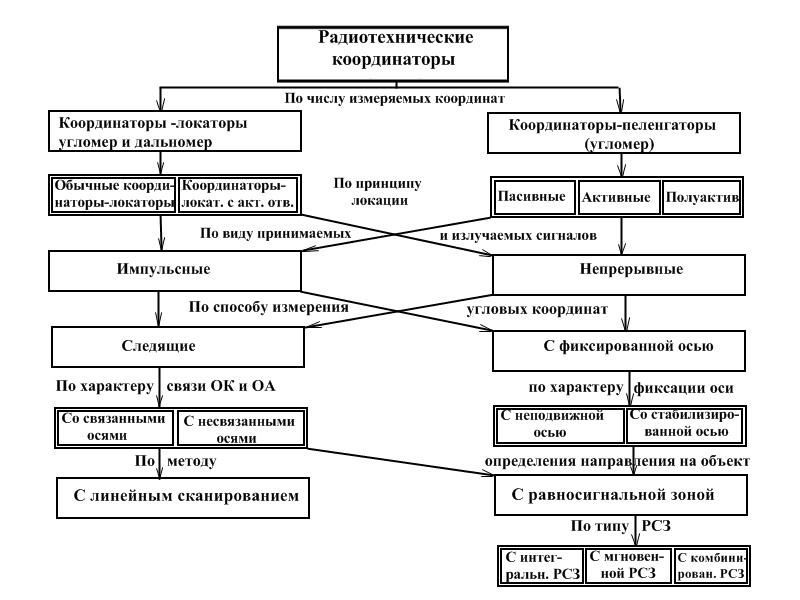 Радиотехнические
координаторы
По числу измеряемых координат
Координаторы -локаторы
угломер и дальномер
Координаторы-пеленгаторы
(угломер)
Обычные коорди-
наторы-локаторы
Координаторы-
локат. с акт. отв.
По принципу
локации
Пасивные
Активные
Полуактив
По виду принимаемых
и излучаемых сигналов
Импульсные
Непрерывные
По способу измерения
угловых координат
Следящие
С фиксированной осью
По характеру связи ОК и ОА
по характеру фиксации оси
Со связанными
осями
С несвязанными
осями
С неподвижной
осью
Со стабилизиро-
ванной осью
По методу
определения направления на объект
С линейным сканированием
С равносигнальной зоной
По типу РСЗ
С интег-
ральн. РСЗ
С мгновен-
ной РСЗ
С комбини-
рован. РСЗ